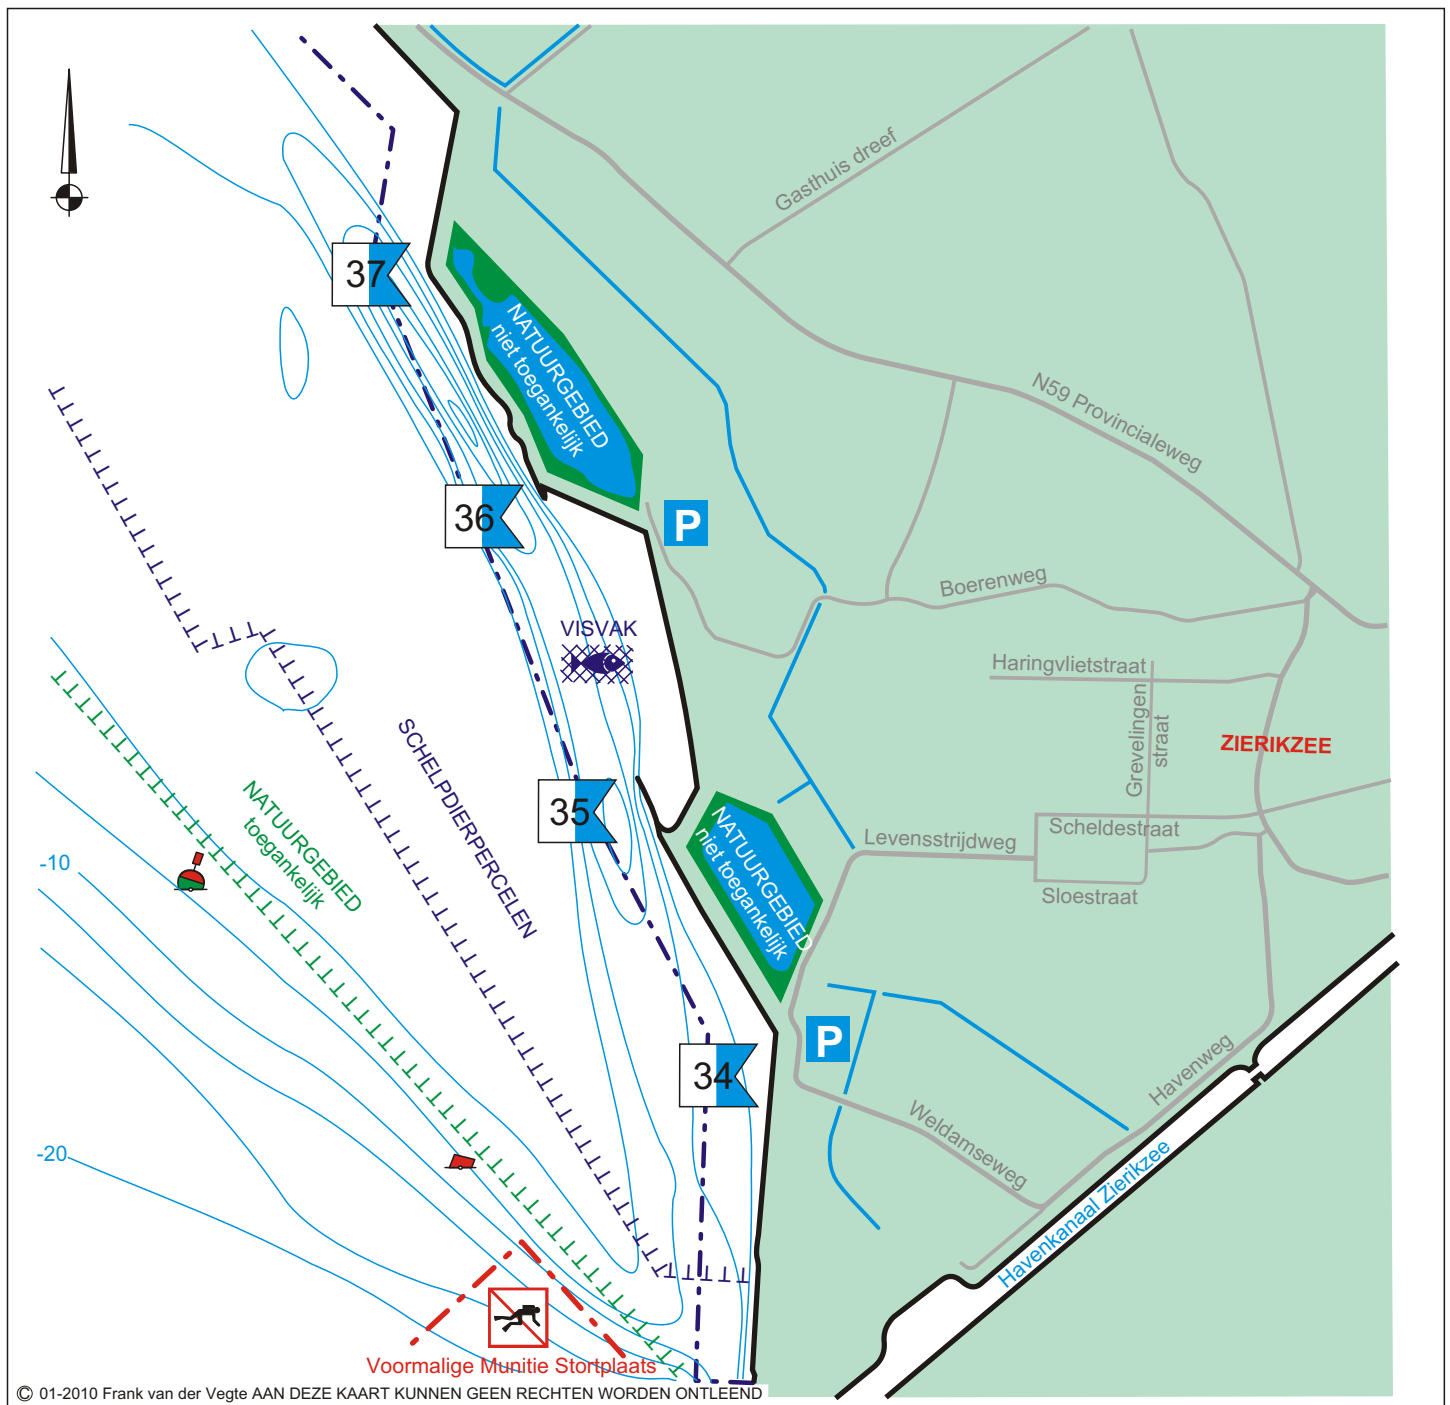 Gasthuis dreef
37
NATUURGEBIED
niet toegankelijk
N59 Provincialeweg
36
P
Boerenweg
VISVAK
Haringvlietstraat
Grevelingen
straat
ZIERIKZEE
SCHELPDIERPERCELEN
NATUURGEBIED
toegankelijk
35
NATUURGEBIED
niet toegankelijk
Levensstrijdweg
Scheldestraat
Sloestraat
-10
P
34
Havenweg
Weldamseweg
-20
Havenkanaal Zierikzee
Voormalige Munitie Stortplaats
© 01-2010 Frank van der Vegte AAN DEZE KAART KUNNEN GEEN RECHTEN WORDEN ONTLEEND